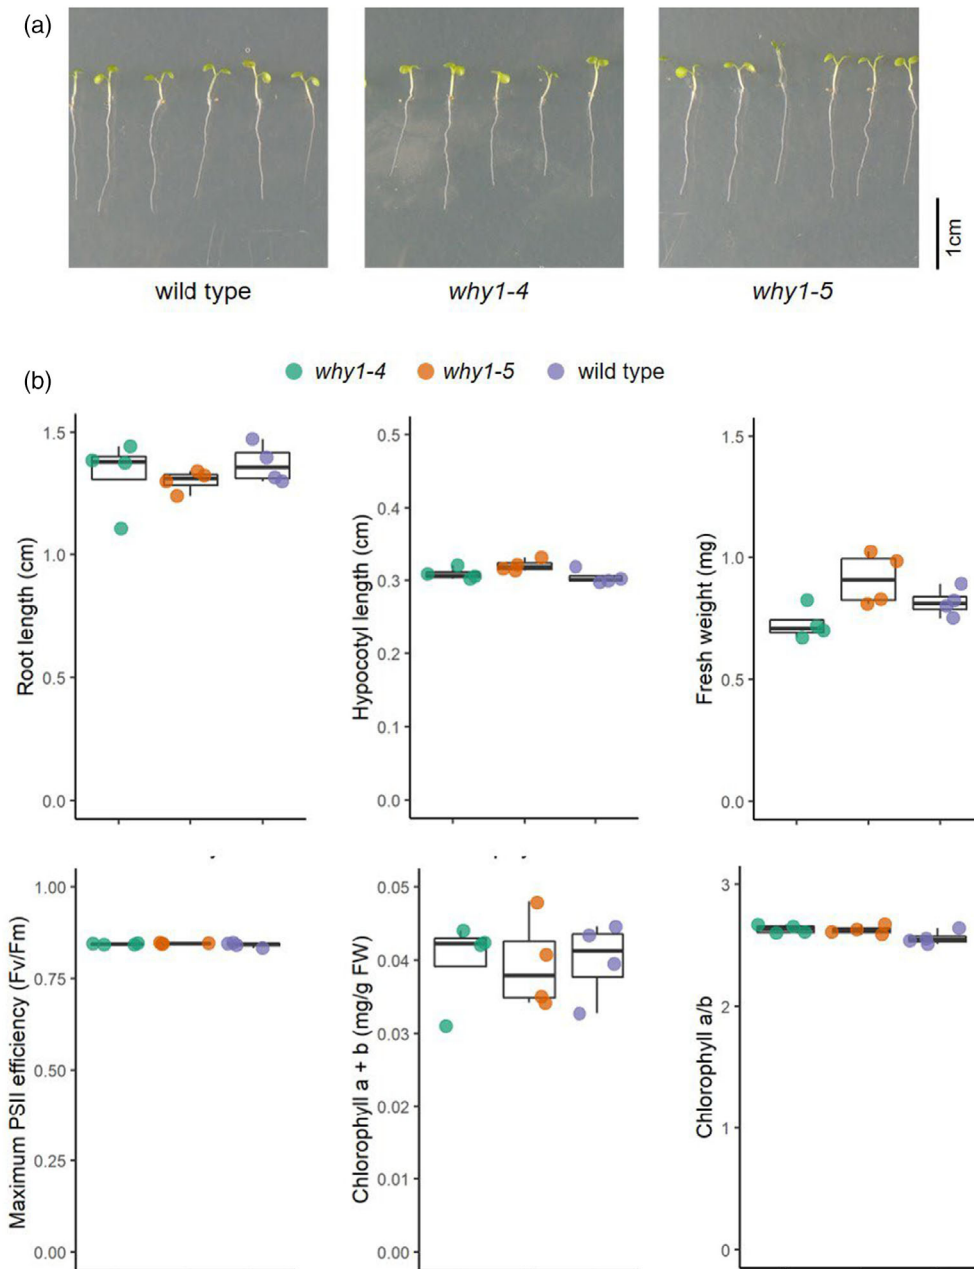 (a)
wild type
why1-4
why1-5
1cm
(b)
why1-4
why1-5
wild type
Root length (cm)
1.5
1.0
0.5
0.0
Hypocotyl length (cm)
0.5
0.4
0.3
0.2
0.1
0.0
Fresh weight (mg)
1.5
1.0
0.5
0.0
Maximum PSII efficiency (Fv/Fm)
1.00
0.75
0.50
0.25
0.00
Chlorophyll a + b (mg/g FW)
0.05
0.04
0.03
0.02
0.01
0.00
Chlorophyll a/b
3
2
1
0